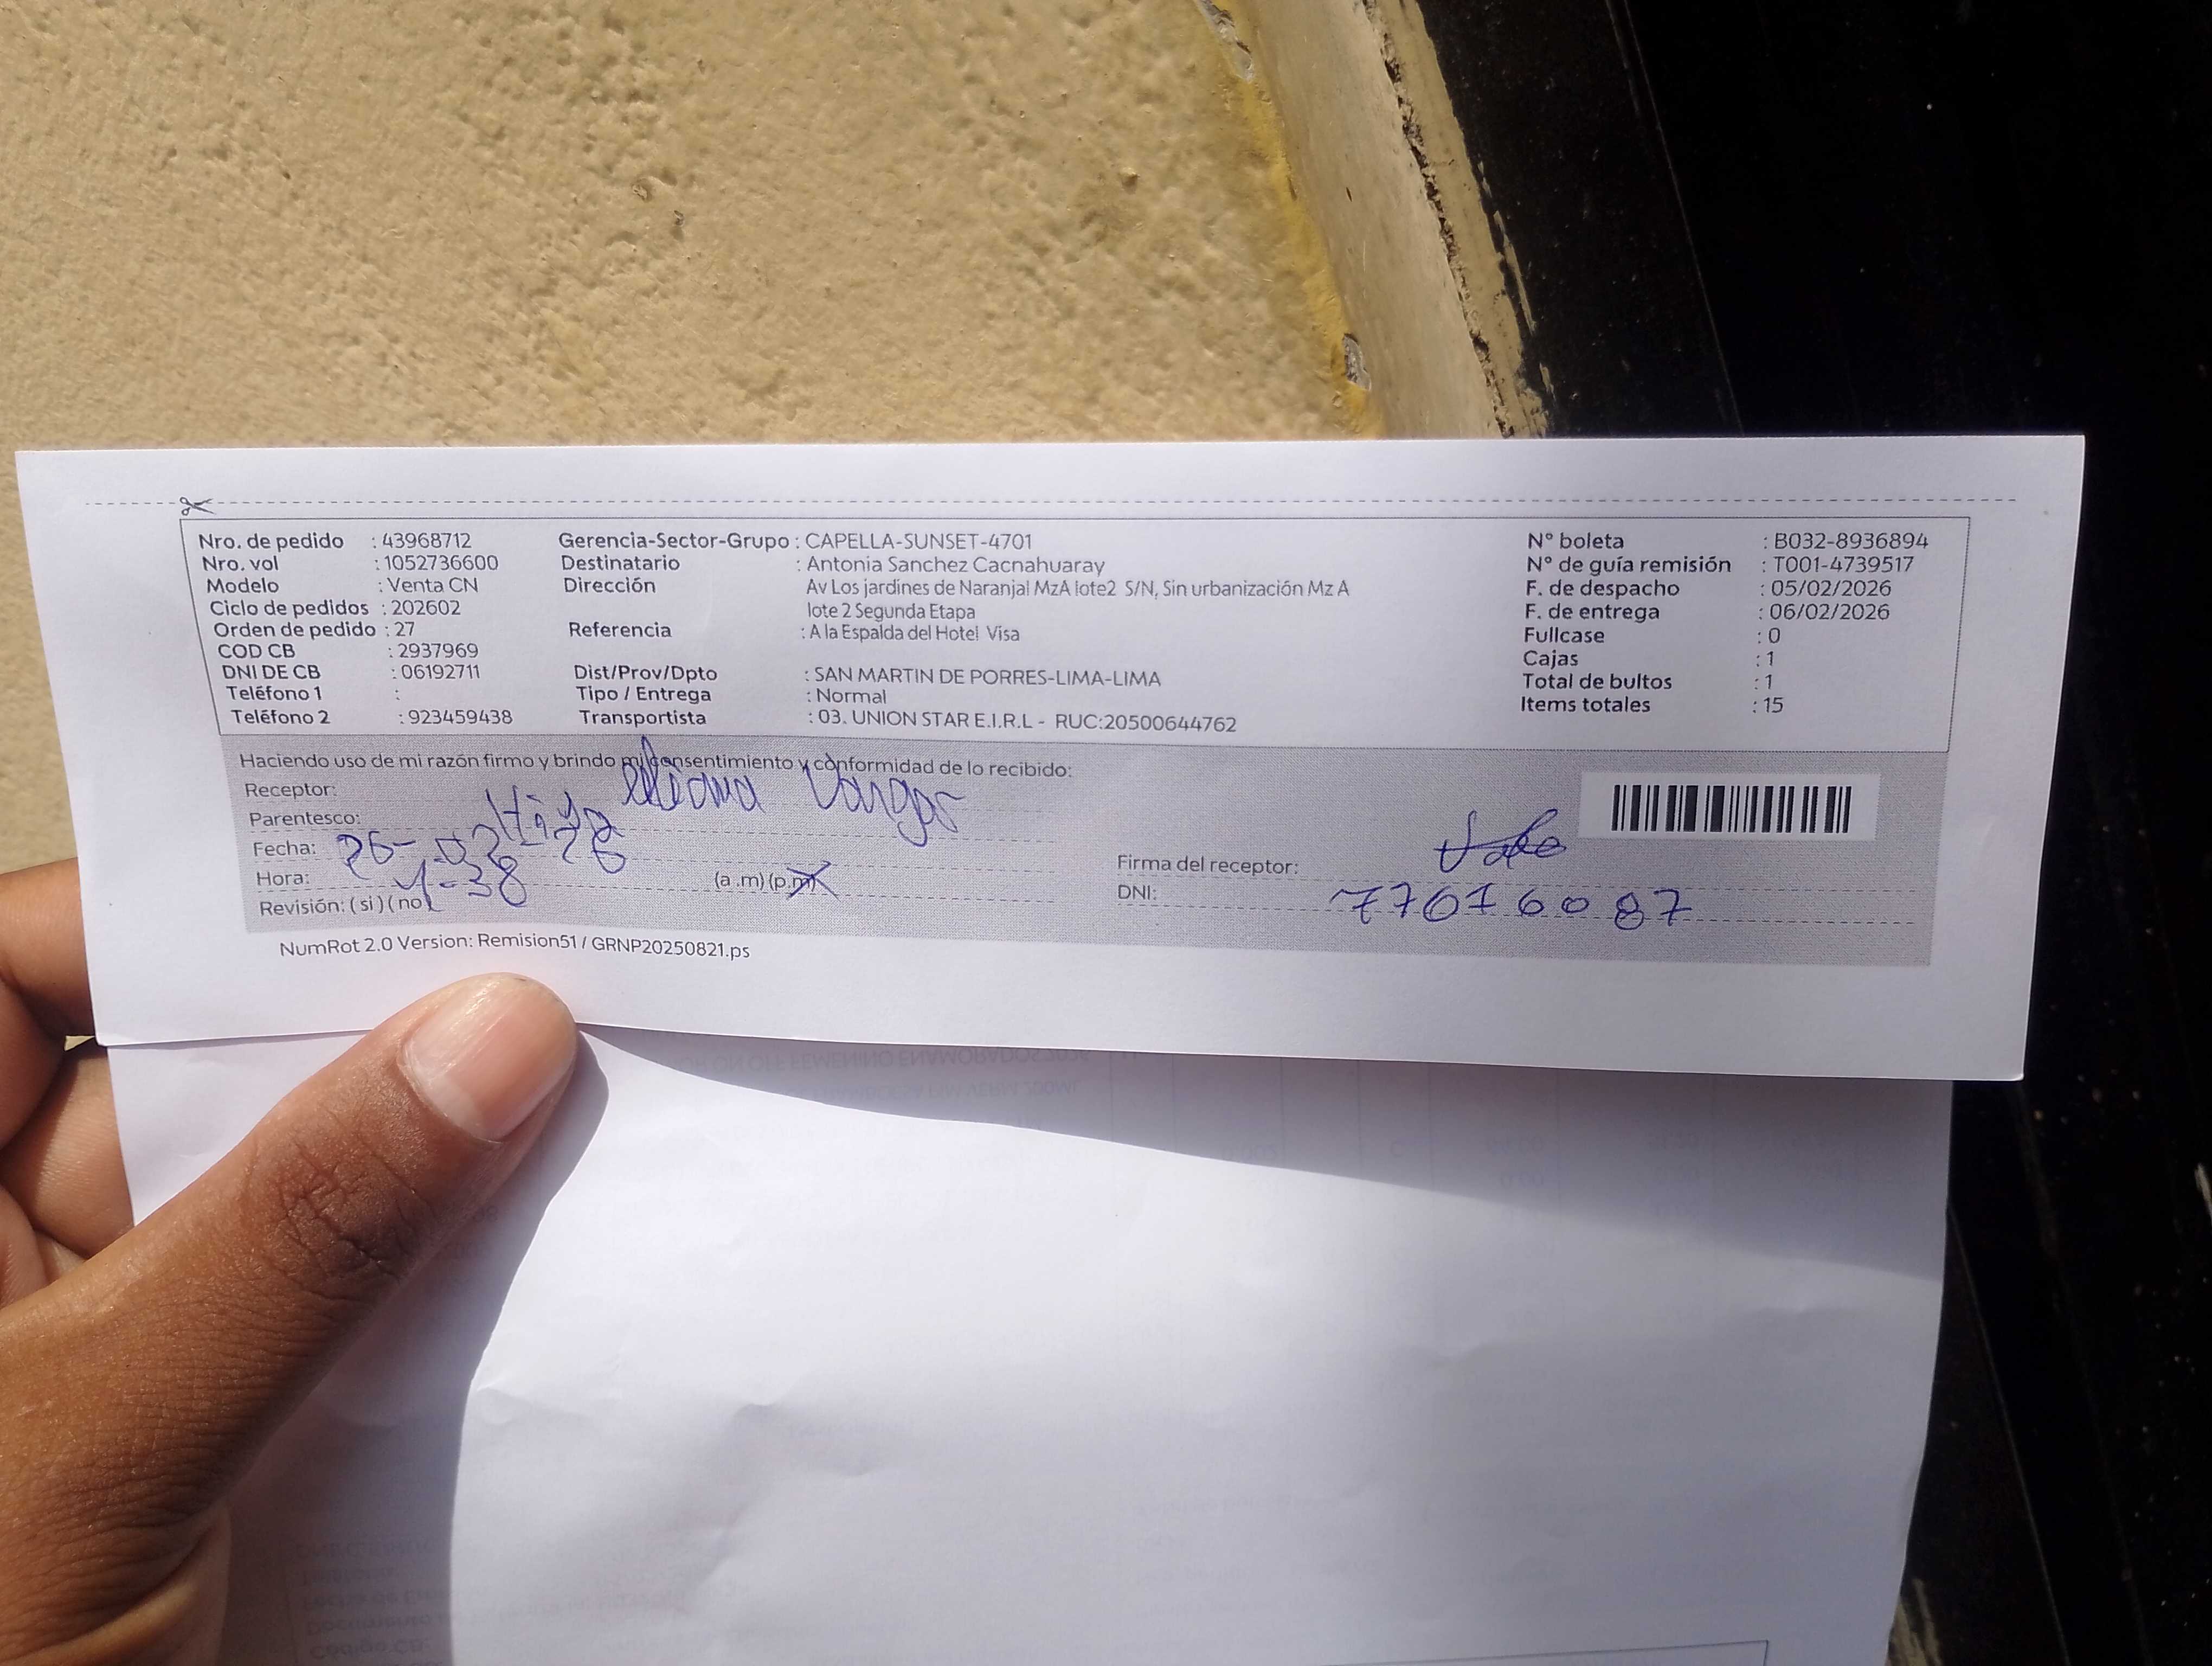 Nro. de pedido : 43968712 Gerencia-Sector-Grupo : CAPELLA-SUNSET-4701 N° boleta : B032-8936894
Nro. vol : 1052736600 Destinatario : Antonia Sanchez Cacnahuaray N° de guía remisión : T001-4739517
Modelo : Venta CN Dirección Av Los jardines de Naranjal MzA lote2 S/N, Sin urbanización Mz A F. de despacho : 05/02/2026
Ciclo de pedidos : 202602 lote 2 Segunda Etapa F. de entrega : 06/02/2026
Orden de pedido : 27 Referencia : A la Espalda del Hotel Visa Fullcase : 0
COD CB : 2937969 Cajas : 1
DNI DE CB : 06192711 Dist/Prov/Dpto : SAN MARTIN DE PORRES-LIMA-LIMA Total de bultos : 1
Teléfono 1 : Tipo / Entrega : Normal Items totales : 15
Teléfono 2 : 923459438 Transportista : 03. UNION STAR E.I.R.L - RUC:20500644762
Haciendo uso de mi razón firmo y brindo mi consentimiento y conformidad de lo recibido:
Receptor: Vargas
Parentesco: Hija
Fecha: 26
Hora: 1-38 (a.m) (p.m)
Revisión: (si) (no)
Firma del receptor:
DNI: 77016087
NumRot 2.0 Version: Remision51 / GRNP20250821.ps